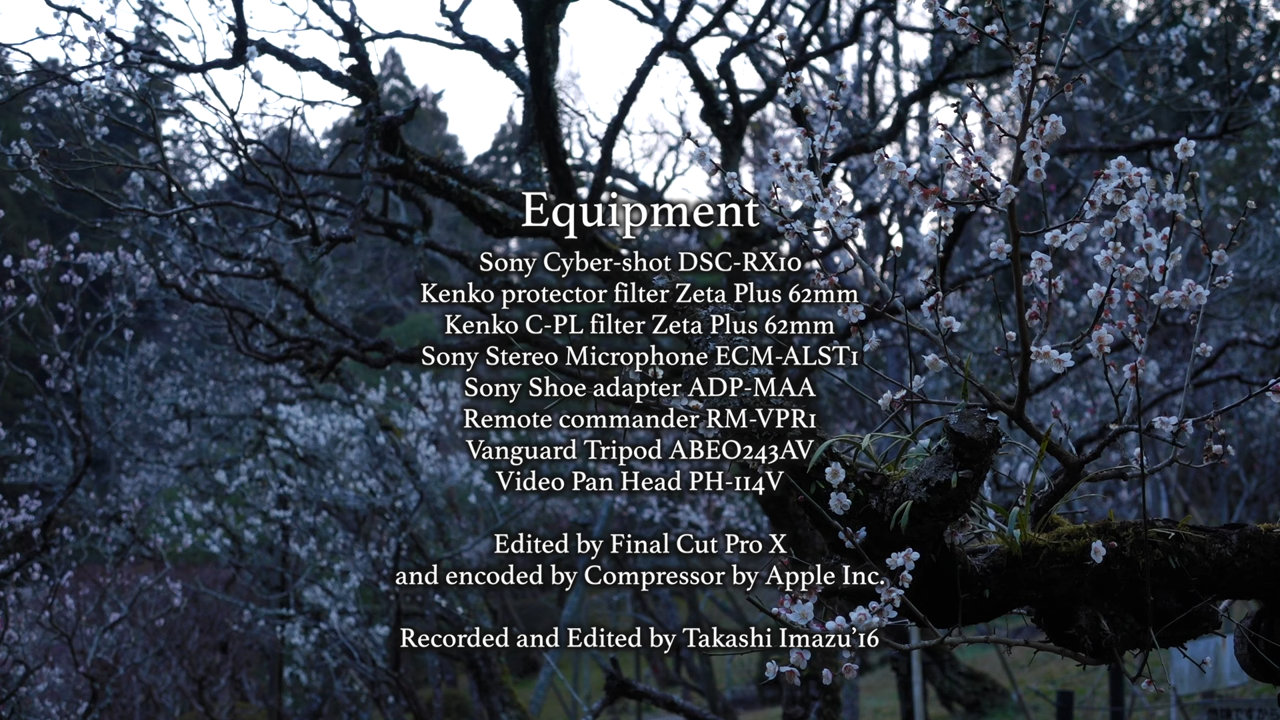 Equipment
Sony Cyber-shot DSC-RX10
Kenko protector filter Zeta Plus 62mm
Kenko C-PL filter Zeta Plus 62mm
Sony Stereo Microphone ECM-ALST1
Sony Shoe adapter ADP-MAA
Remote commander RM-VPR1
Vanguard Tripod ABEO243AV
Video Pan Head PH-114V
Edited by Final Cut Pro X
and encoded by Compressor by Apple Inc.
Recorded and Edited by Takashi Imazu'16